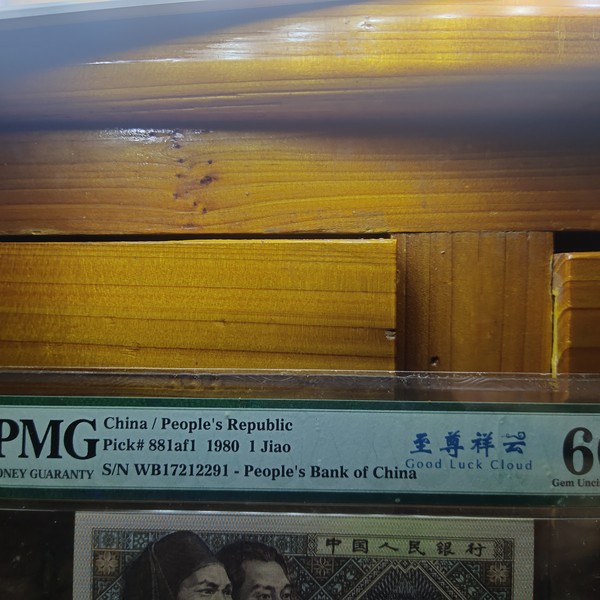 PMG
ONEY GUARANTY
China / People's Republic
Pick# 881af1 1980 1 Jiao
S/N WB17212291 - People's Bank of China
至尊祥云
Good Luck Cloud
Gem Unci
中国人民银行